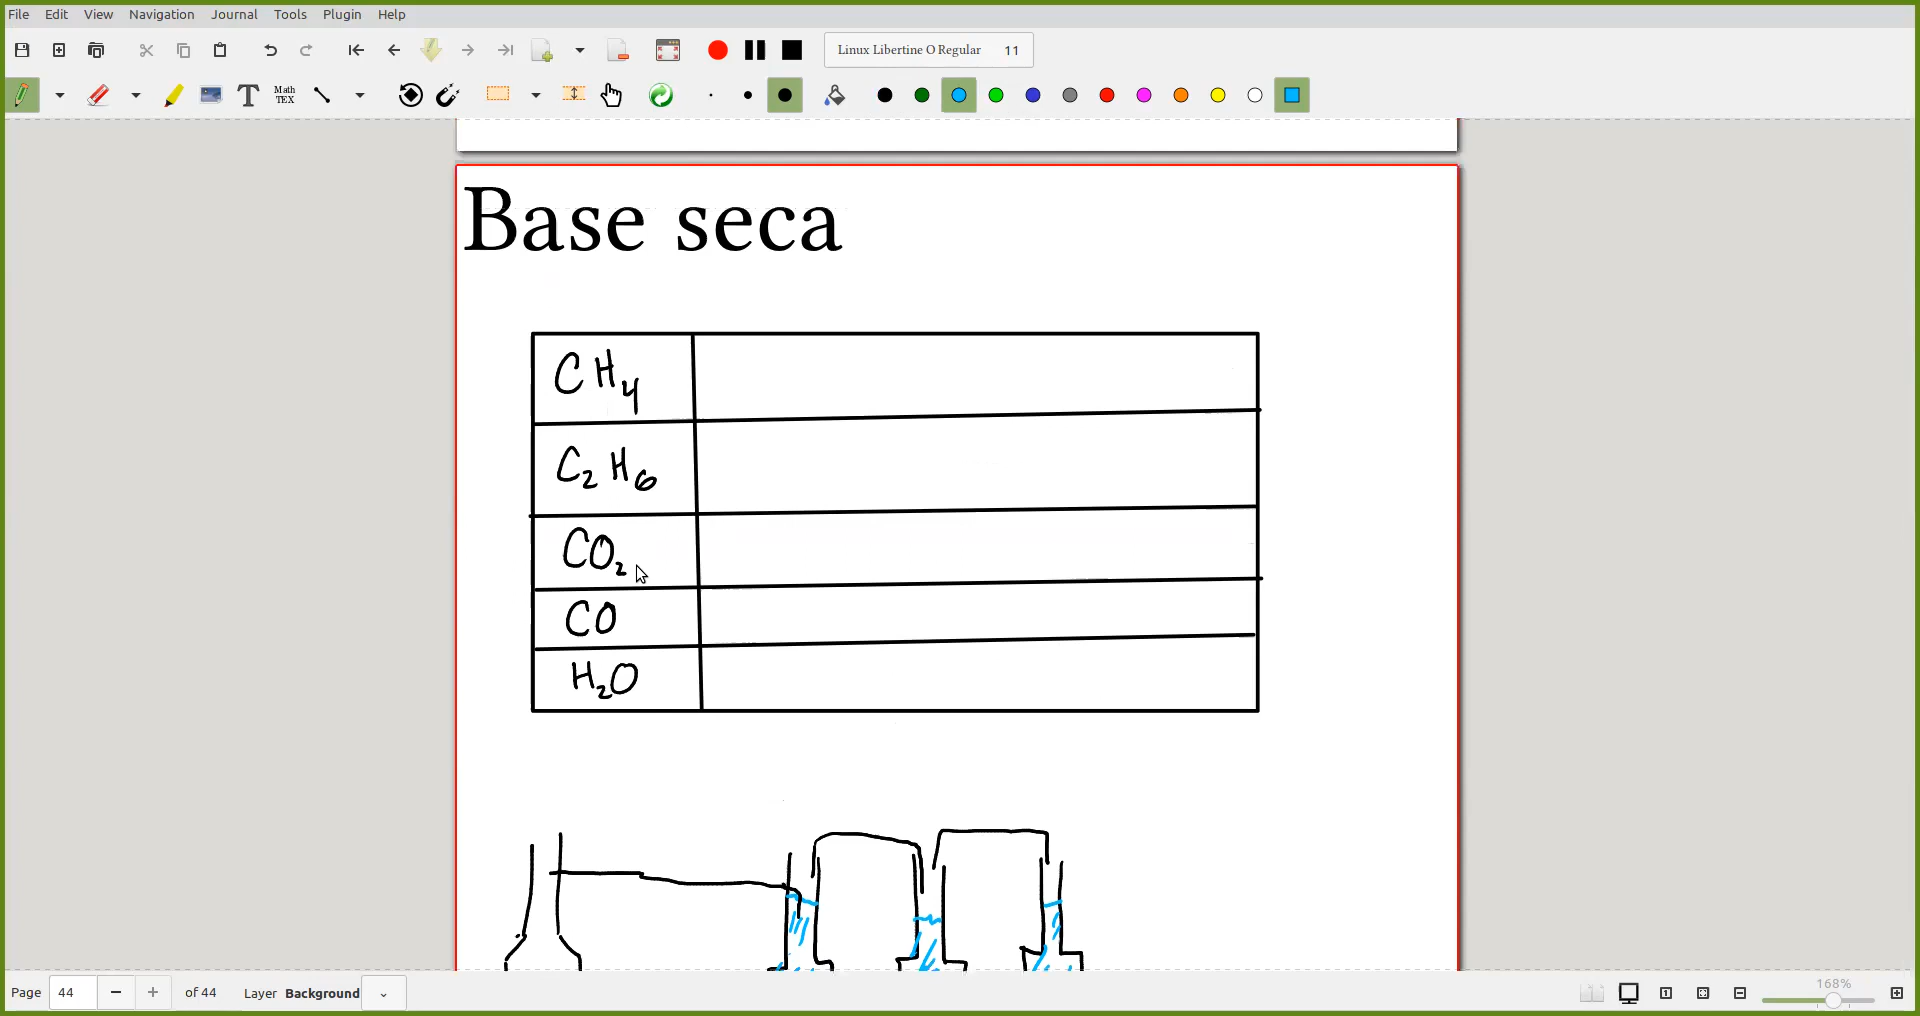 File Edit View Navigation Journal Tools Plugin Help
Linux Libertine O Regular 11
T Math TEX
Base seca
CH₄
C₂H₆
CO₂
CO
H₂O
Page 44 of 44 Layer Background 168%